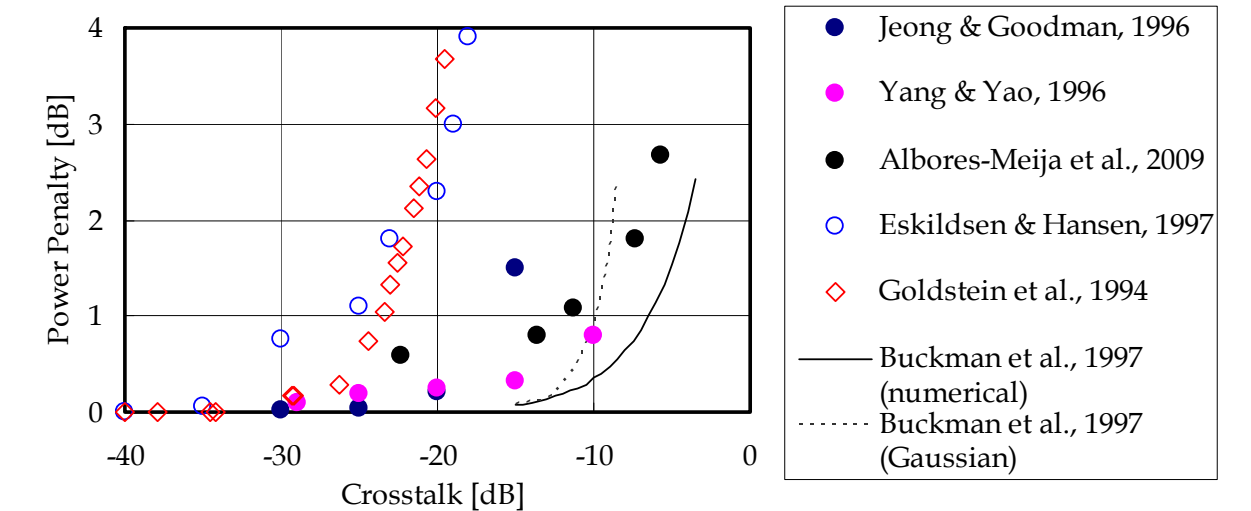 4
3
2
1
0
Power Penalty [dB]
-40
-30
-20
-10
0
Crosstalk [dB]
Jeong & Goodman, 1996
Yang & Yao, 1996
Albores-Meija et al., 2009
Eskildsen & Hansen, 1997
Goldstein et al., 1994
Buckman et al., 1997
(numerical)
Buckman et al., 1997
(Gaussian)